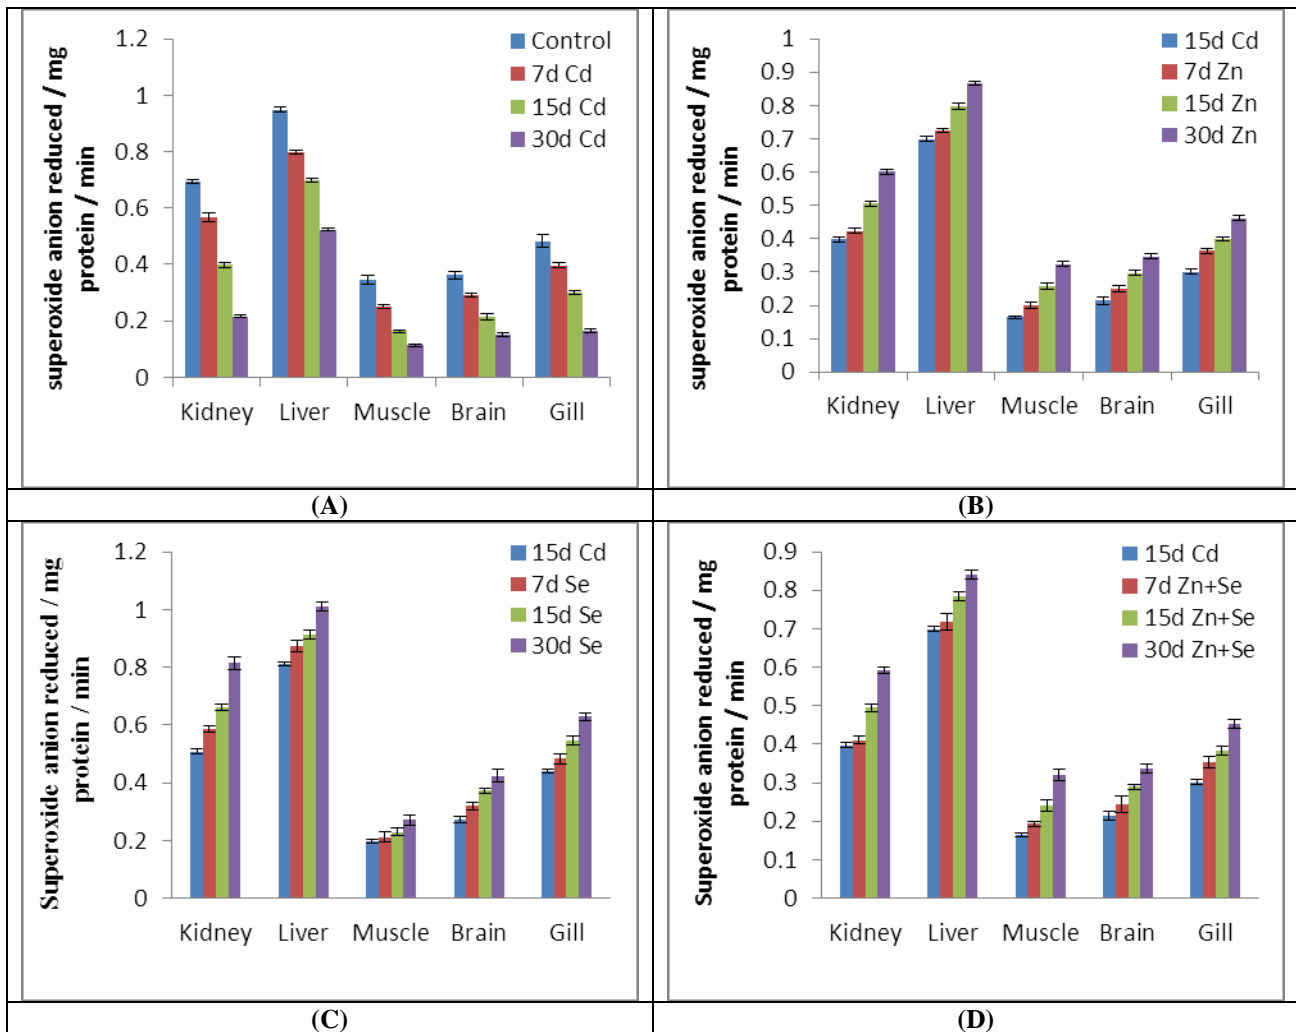 superoxide anion reduced / mg
protein / min
1.2
1
0.8
0.6
0.4
0.2
0
Control
7d Cd
15d Cd
30d Cd
Kidney Liver Muscle Brain Gill
(A)
superoxide anion reduced / mg
protein / min
1
0.9
0.8
0.7
0.6
0.5
0.4
0.3
0.2
0.1
0
15d Cd
7d Zn
15d Zn
30d Zn
Kidney Liver Muscle Brain Gill
(B)
Superoxide anion reduced / mg
protein / min
1.2
1
0.8
0.6
0.4
0.2
0
15d Cd
7d Se
15d Se
30d Se
Kidney Liver Muscle Brain Gill
(C)
Superoxide anion reduced / mg
protein / min
0.9
0.8
0.7
0.6
0.5
0.4
0.3
0.2
0.1
0
15d Cd
7d Zn+Se
15d Zn+Se
30d Zn+Se
Kidney Liver Muscle Brain Gill
(D)